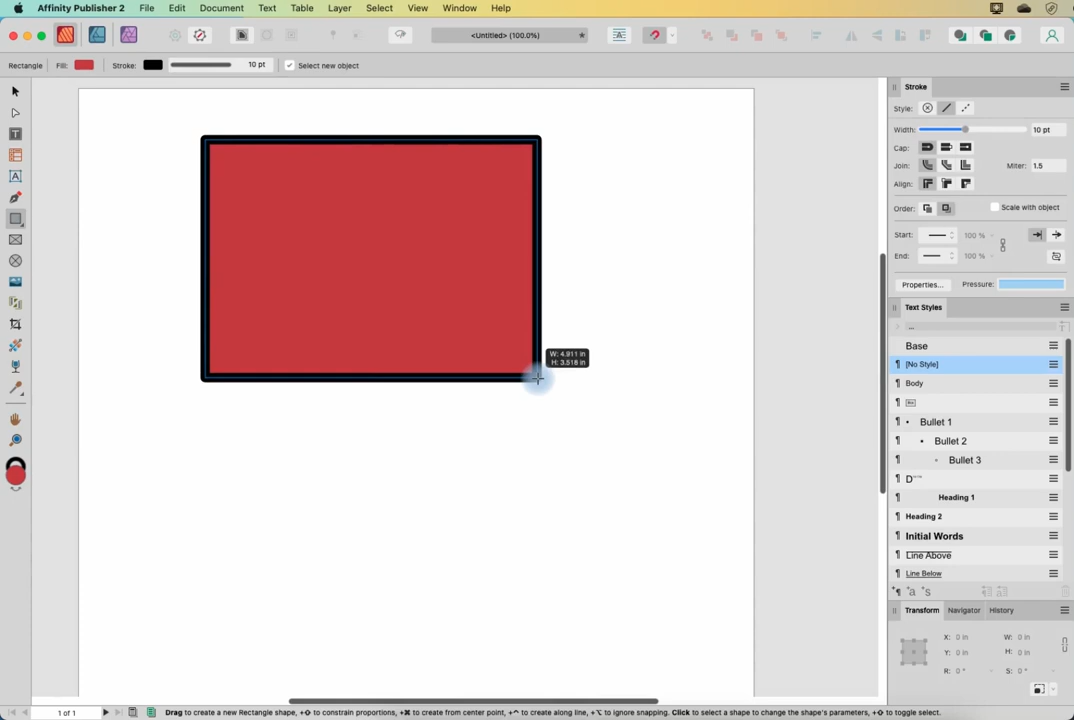 Affinity Publisher 2 File Edit Document Text Table Layer Select View Window Help
<Untitled> (100.0%)
Rectangle Fill: Stroke: 10 pt Select new object
Stroke
Style:
Width: 10 pt
Cap:
Join: Miter: 1.5
Align:
Order: Scale with object
Start: 100 %
End: 100 %
Properties... Pressure:
Text Styles
Base
[No Style]
Body
Bullet 1
Bullet 2
Bullet 3
Heading 1
Heading 2
Initial Words
Line Above
Line Below
W: 4.911 in
H: 3.518 in
Transform Navigator History
X: 0 in W: 0 in
Y: 0 in H: 0 in
R: 0 ° S: 0 °
1 of 1 Drag to create a new Rectangle shape, +⇧ to constrain proportions, +⌘ to create from center point, +^ to create along line, +⌥ to ignore snapping. Click to select a shape to change the shape's parameters, +⇧ to toggle select.